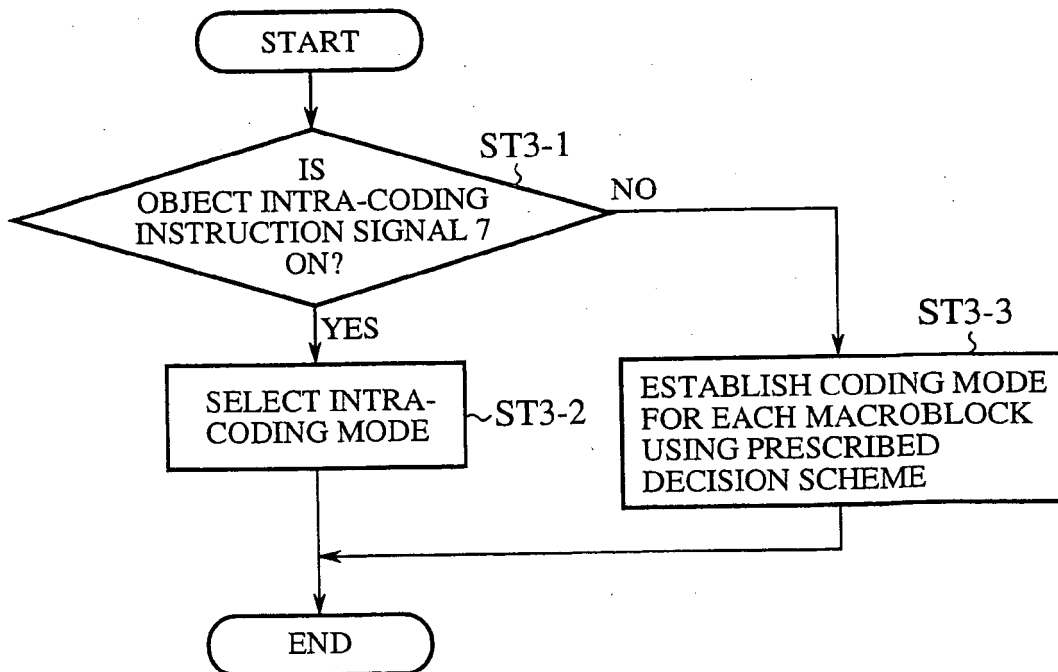 START
ST3-1
IS
OBJECT INTRA-CODING
INSTRUCTION SIGNAL 7
ON?
NO
YES
ST3-3
SELECT INTRA-
CODING MODE
ST3-2
ESTABLISH CODING MODE
FOR EACH MACROBLOCK
USING PRESCRIBED
DECISION SCHEME
END